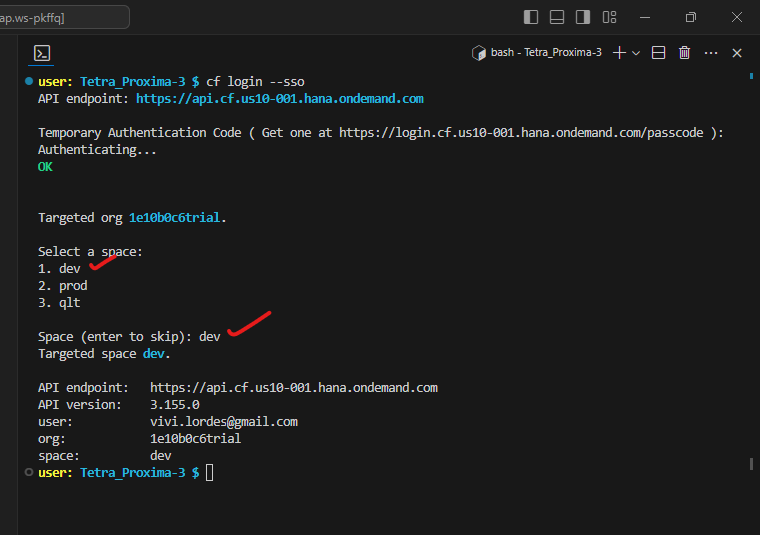 ap.ws-pkffq]
bash - Tetra_Proxima-3
user: Tetra_Proxima-3 $ cf login --sso
API endpoint: https://api.cf.us10-001.hana.ondemand.com
Temporary Authentication Code ( Get one at https://login.cf.us10-001.hana.ondemand.com/passcode ):
Authenticating...
OK
Targeted org 1e10b0c6trial.
Select a space:
1. dev
2. prod
3. qlt
Space (enter to skip): dev
Targeted space dev.
API endpoint: https://api.cf.us10-001.hana.ondemand.com
API version: 3.155.0
user: vivi.lordes@gmail.com
org: 1e10b0c6trial
space: dev
user: Tetra_Proxima-3 $